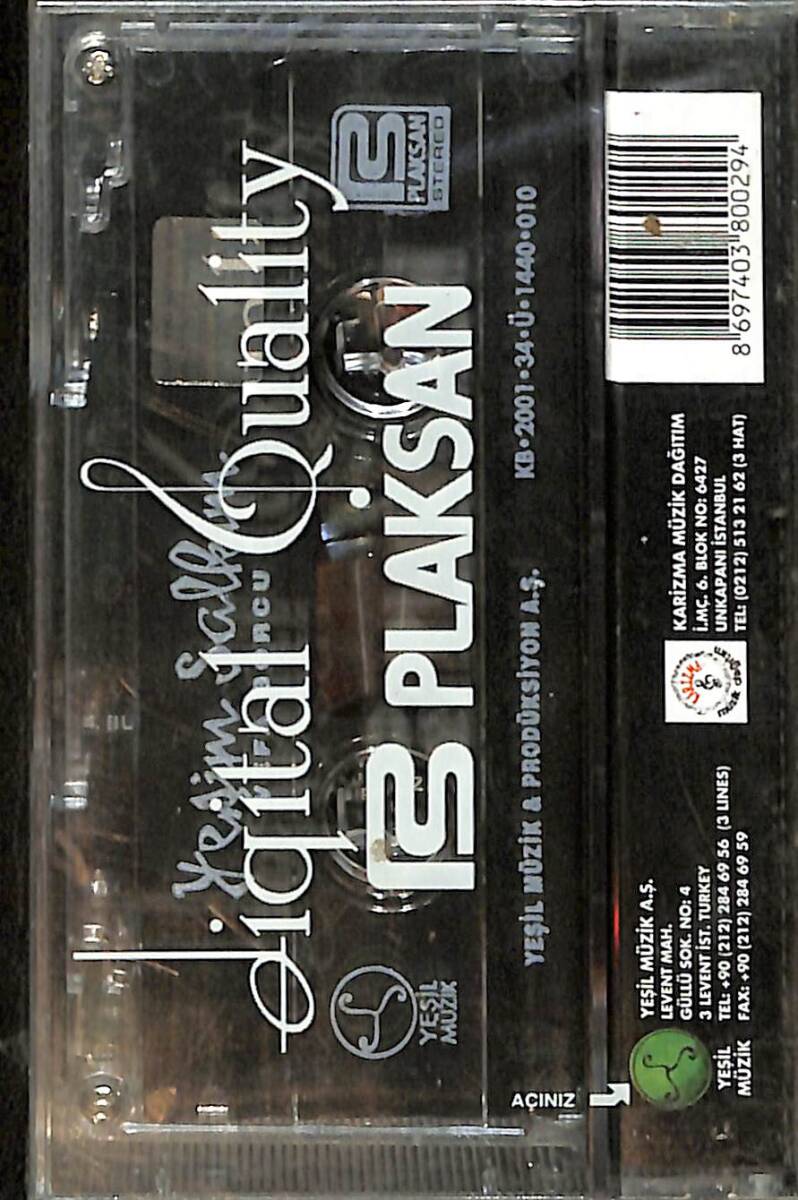 Digital Quality
PLAKSAN
Yeşim Salkım
BORCU
PLAKSAN
STEREO
YEŞİL
MÜZİK
YEŞİL MÜZİK & PRODÜKSİYON A.Ş.
KB•2001•34•Ü•1440•010
AÇINIZ
YEŞİL
MÜZİK
YEŞİL MÜZİK A.Ş.
LEVENT MAH.
GÜLLÜ SOK. NO: 4
3 LEVENT İST. TURKEY
TEL: +90 (212) 284 69 56 (3 LINES)
FAX: +90 (212) 284 69 59
KARİZMA MÜZİK DAĞITIM
İ.MÇ. 6. BLOK NO: 6427
UNKAPANI İSTANBUL
TEL: (0212) 513 21 62 (3 HAT)
8 697403 800294